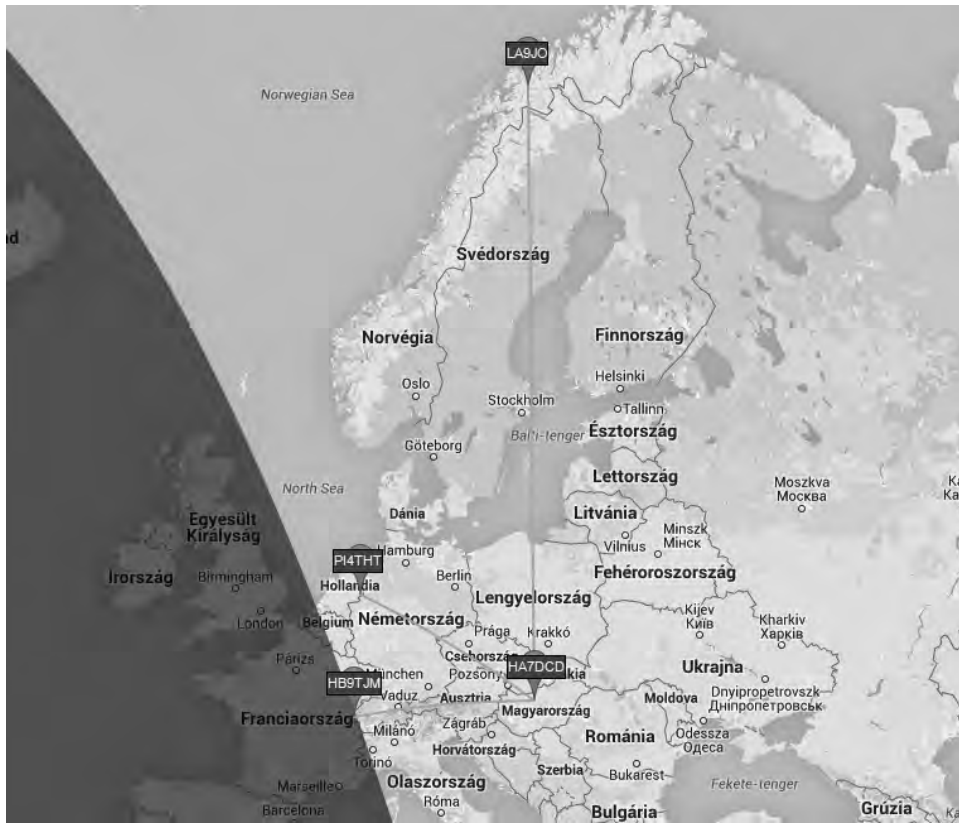 LA9JO
Norwegian Sea
Svédország
Norvégia
Finnország
Oslo
Helsinki
Stockholm
Tallinn
Észtország
Göteborg
North Sea
Lettország
Dánia
Litvánia
Moszkva
Москва
Vilnius
Minszk
Мінск
Egyesült
Királyság
Írország
Birmingham
London
PI4THT
Hamburg
Hollandia
Berlin
Fehéroroszország
Lengyelország
Belgium
Németország
Kijev
Київ
Kharkiv
Харків
Prága
Krakkó
Csehország
HA7DCD
Ukrajna
Párizs
HB9TJM
München
Pozsony
Vaduz
Ausztria
Magyarország
Moldova
Dnyipropetrovszk
Дніпропетровськ
Franciaország
Zágráb
Románia
Odessza
Одеса
Milánó
Horvátország
Torinó
Szerbia
Bukarest
Marseille
Olaszország
Fekete-tenger
Róma
Barcelona
Bulgária
Grúzia